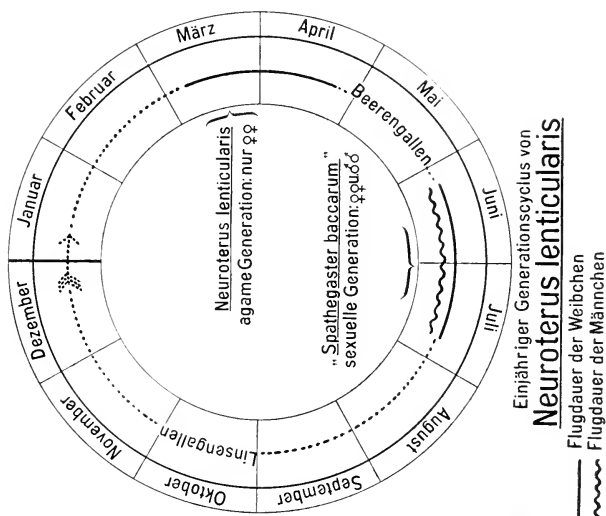 Januar
Februar
März
April
Mai
Juni
Juli
August
September
Oktober
November
Dezember
Beerengallen
Linsengallen
Neuroterus lenticularis
agame Generation: nur ♀♀
„Spathegaster baccarum"
sexuelle Generation: ♀♀u♂♂
Einjähriger Generationscyclus von
Neuroterus lenticularis
Flugdauer der Weibchen
Flugdauer der Männchen